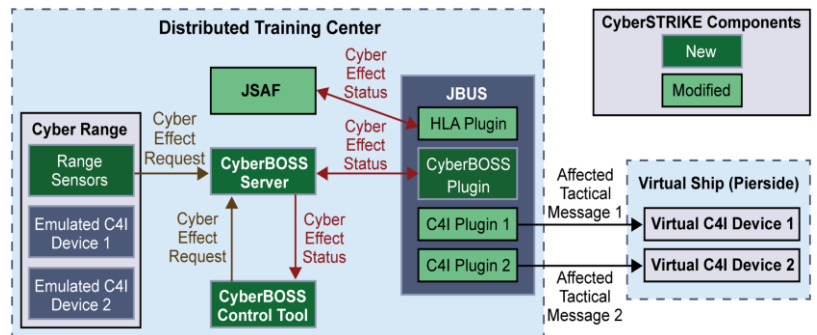 Distributed Training Center
CyberSTRIKE Components
New
Modified
Cyber
Effect
Status
JSAF
JBUS
HLA Plugin
Cyber Range
Range
Sensors
Emulated C4I
Device 1
Emulated C4I
Device 2
Cyber
Effect
Request
CyberBOSS
Server
Cyber
Effect
Status
CyberBOSS
Plugin
C4I Plugin 1
C4I Plugin 2
Cyber
Effect
Request
Cyber
Effect
Status
CyberBOSS
Control Tool
Affected
Tactical
Message 1
Affected
Tactical
Message 2
Virtual Ship (Pierside)
Virtual C4I Device 1
Virtual C4I Device 2